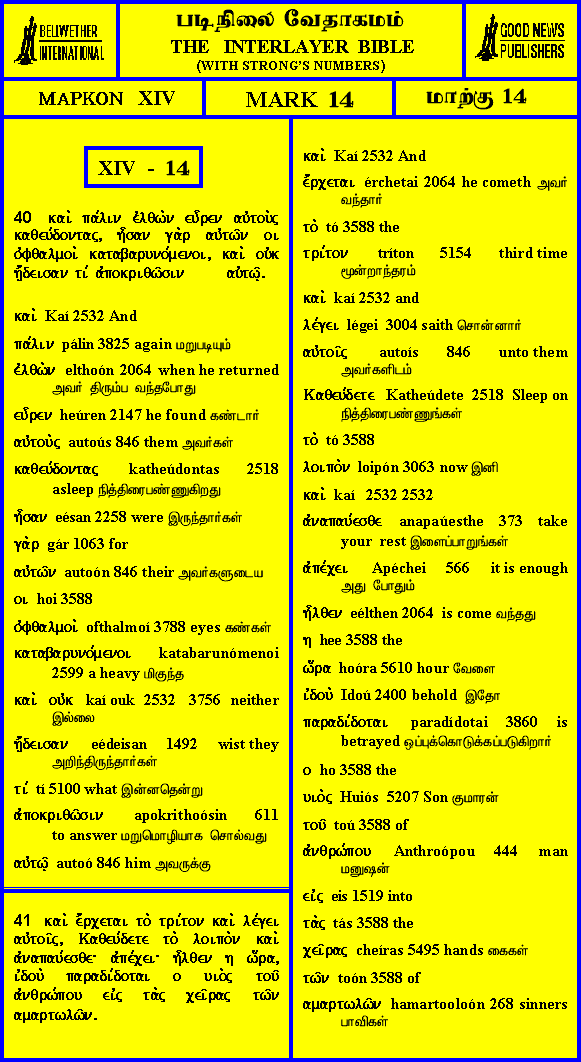 BELLWETHER
INTERNATIONAL
படிநிலை வேதாகமம்
THE INTERLAYER BIBLE
(WITH STRONG'S NUMBERS)
GOOD NEWS
PUBLISHERS
ΜΑΡΚΟΝ XIV
MARK 14
மாற்கு 14
XIV - 14
40 καὶ πάλιν ἐλθὼν εὗρεν αὐτοὺς
καθεύδοντας, ἦσαν γὰρ αὐτῶν οι
ὀφθαλμοὶ καταβαρυνόμενοι, καὶ οὐκ
ᾔδεισαν τί ἀποκριθῶσιν αὐτῷ.
καὶ Kaí 2532 And
πάλιν pálin 3825 again மறுபடியும்
ἐλθὼν elthoón 2064 when he returned
அவர் திரும்ப வந்தபோது
εὗρεν heúren 2147 he found கண்டார்
αὐτοὺς autoús 846 them அவர்கள்
καθεύδοντας katheúdontas 2518
asleep நித்திரைபண்ணுகிறது
ἦσαν eésan 2258 were இருந்தார்கள்
γὰρ gár 1063 for
αὐτῶν autoón 846 their அவர்களுடைய
οι hoi 3588
ὀφθαλμοὶ ofthalmoí 3788 eyes கண்கள்
καταβαρυνόμενοι katabarunómenoi
2599 a heavy மிகுந்த
καὶ οὐκ kaí ouk 2532 3756 neither
இல்லை
ᾔδεισαν eédeisan 1492 wist they
அறிந்திருந்தார்கள்
τί tí 5100 what இன்னதென்று
ἀποκριθῶσιν apokrithoósin 611
to answer மறுமொழியாக சொல்வது
αὐτῷ autoó 846 him அவருக்கு
41 καὶ ἔρχεται τὸ τρίτον καὶ λέγει
αὐτοῖς, Καθεύδετε τὸ λοιπὸν καὶ
ἀναπαύεσθε· ἀπέχει· ἦλθεν η ὥρα,
ἰδοὺ παραδίδοται ο υιὸς τοῦ
ἀνθρώπου εἰς τὰς χεῖρας τῶν
αμαρτωλῶν.
καὶ Kaí 2532 And
ἔρχεται érchetai 2064 he cometh அவர்
வந்தார்
τὸ tó 3588 the
τρίτον tríton 5154 third time
மூன்றாந்தரம்
καὶ kaí 2532 and
λέγει légei 3004 saith சொன்னார்
αὐτοῖς autoís 846 unto them
அவர்களிடம்
Καθεύδετε Katheúdete 2518 Sleep on
நித்திரைபண்ணுங்கள்
τὸ tó 3588
λοιπὸν loipón 3063 now இனி
καὶ kaí 2532 2532
ἀναπαύεσθε anapaúesthe 373 take
your rest இளைப்பாறுங்கள்
ἀπέχει Apéchei 566 it is enough
அது போதும்
ἦλθεν eélthen 2064 is come வந்தது
η hee 3588 the
ὥρα hoóra 5610 hour வேளை
ἰδοὺ Idoú 2400 behold இதோ
παραδίδοται paradídotai 3860 is
betrayed ஒப்புக்கொடுக்கப்படுகிறார்
ο ho 3588 the
υιὸς Huiós 5207 Son குமாரன்
τοῦ toú 3588 of
ἀνθρώπου Anthroópou 444 man
மனுஷன்
εἰς eis 1519 into
τὰς tás 3588 the
χεῖρας cheíras 5495 hands கைகள்
τῶν toón 3588 of
αμαρτωλῶν hamartooloón 268 sinners
பாவிகள்